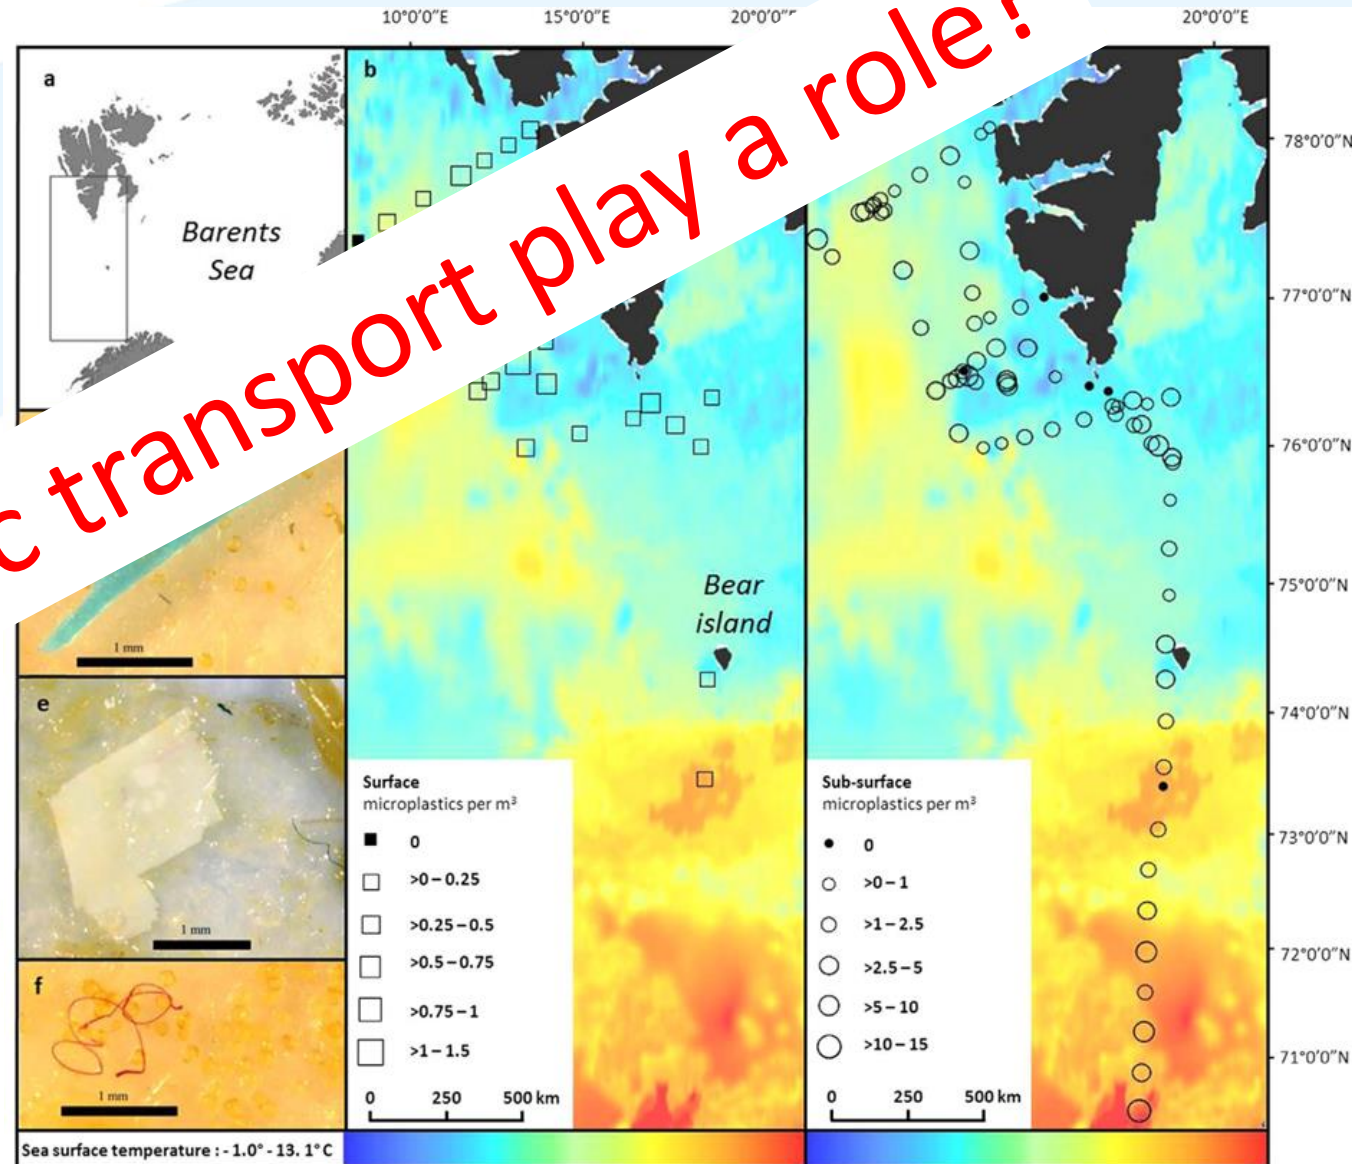 10°0'0"E 15°0'0"E 20°0'0"E 20°0'0"E
a
b
c transport play a role?
Barents
Sea
78°0'0"N
77°0'0"N
76°0'0"N
75°0'0"N
74°0'0"N
73°0'0"N
72°0'0"N
71°0'0"N
Bear
island
1 mm
e
1 mm
f
1 mm
Surface
microplastics per m³
0
>0 – 0.25
>0.25 – 0.5
>0.5 – 0.75
>0.75 – 1
>1 – 1.5
0 250 500 km
Sub-surface
microplastics per m³
0
>0 – 1
>1 – 2.5
>2.5 – 5
>5 – 10
>10 – 15
0 250 500 km
Sea surface temperature : - 1.0° - 13. 1° C